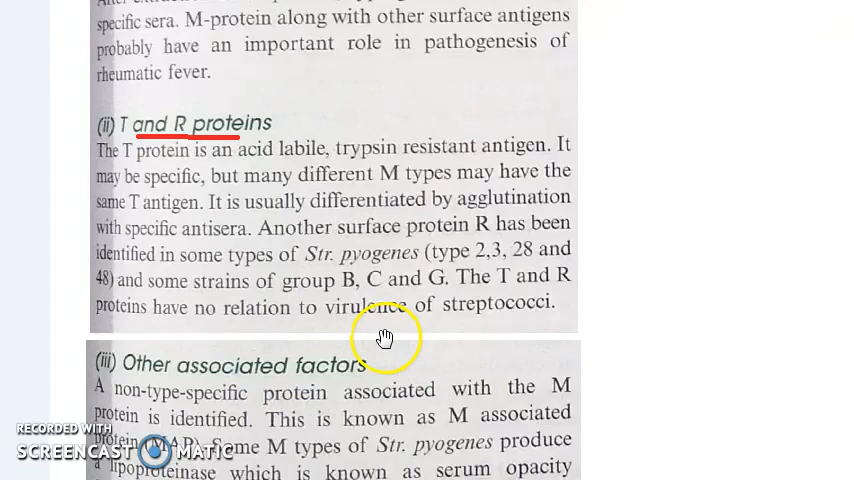 specific sera. M-protein along with other surface antigens
probably have an important role in pathogenesis of
rheumatic fever.
(ii) T and R proteins
The T protein is an acid labile, trypsin resistant antigen. It
may be specific, but many different M types may have the
same T antigen. It is usually differentiated by agglutination
with specific antisera. Another surface protein R has been
identified in some types of Str. pyogenes (type 2,3, 28 and
48) and some strains of group B, C and G. The T and R
proteins have no relation to virulence of streptococci.
(iii) Other associated factors
A non-type-specific protein associated with the M
protein is identified. This is known as M associated
protein (MAP). Some M types of Str. pyogenes produce
a lipoproteinase which is known as serum opacity
RECORDED WITH
SCREENCAST MATIC